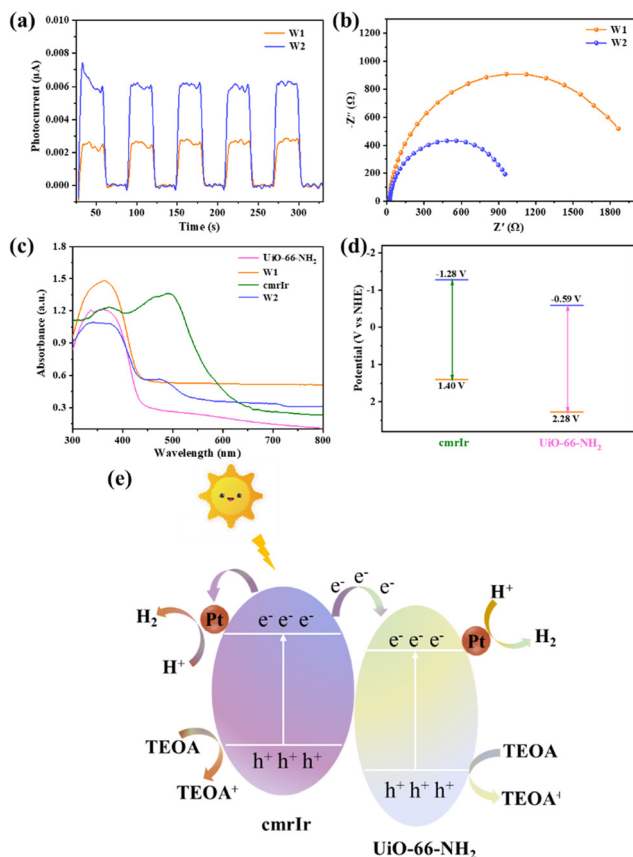 (a)
W1
W2
0.010
0.008
0.006
0.004
0.002
0.000
Photocurrent (μA)
50 100 150 200 250 300
Time (s)
(b)
W1
W2
1200
1000
800
600
400
200
0
-Z'' (Ω)
0 300 600 900 1200 1500 1800
Z' (Ω)
(c)
UiO-66-NH2
W1
cmrIr
W2
1.8
1.5
1.2
0.9
0.6
0.3
Absorbance (a.u.)
300 400 500 600 700 800
Wavelength (nm)
(d)
-1.28 V
-0.59 V
-1
0
1
2
Potential (V vs NHE)
1.40 V
2.28 V
cmrIr
UiO-66-NH2
(e)
e- e- e-
H2 Pt H+
e- e- e-
H+
e- e- e- Pt H2
TEOA
TEOA+
h+ h+ h+
TEOA
h+ h+ h+
TEOA+
cmrIr
UiO-66-NH2